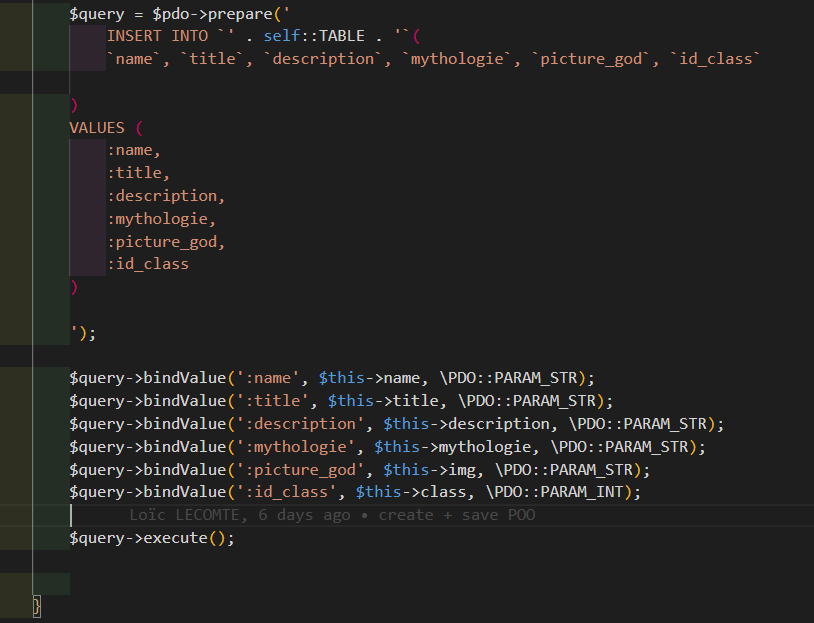 $query = $pdo->prepare('
INSERT INTO `' . self::TABLE . '`(
`name`, `title`, `description`, `mythologie`, `picture_god`, `id_class`
)
VALUES (
:name,
:title,
:description,
:mythologie,
:picture_god,
:id_class
)
');
$query->bindValue(':name', $this->name, \PDO::PARAM_STR);
$query->bindValue(':title', $this->title, \PDO::PARAM_STR);
$query->bindValue(':description', $this->description, \PDO::PARAM_STR);
$query->bindValue(':mythologie', $this->mythologie, \PDO::PARAM_STR);
$query->bindValue(':picture_god', $this->img, \PDO::PARAM_STR);
$query->bindValue(':id_class', $this->class, \PDO::PARAM_INT);
Loïc LECOMTE, 6 days ago • create + save POO
$query->execute();
}